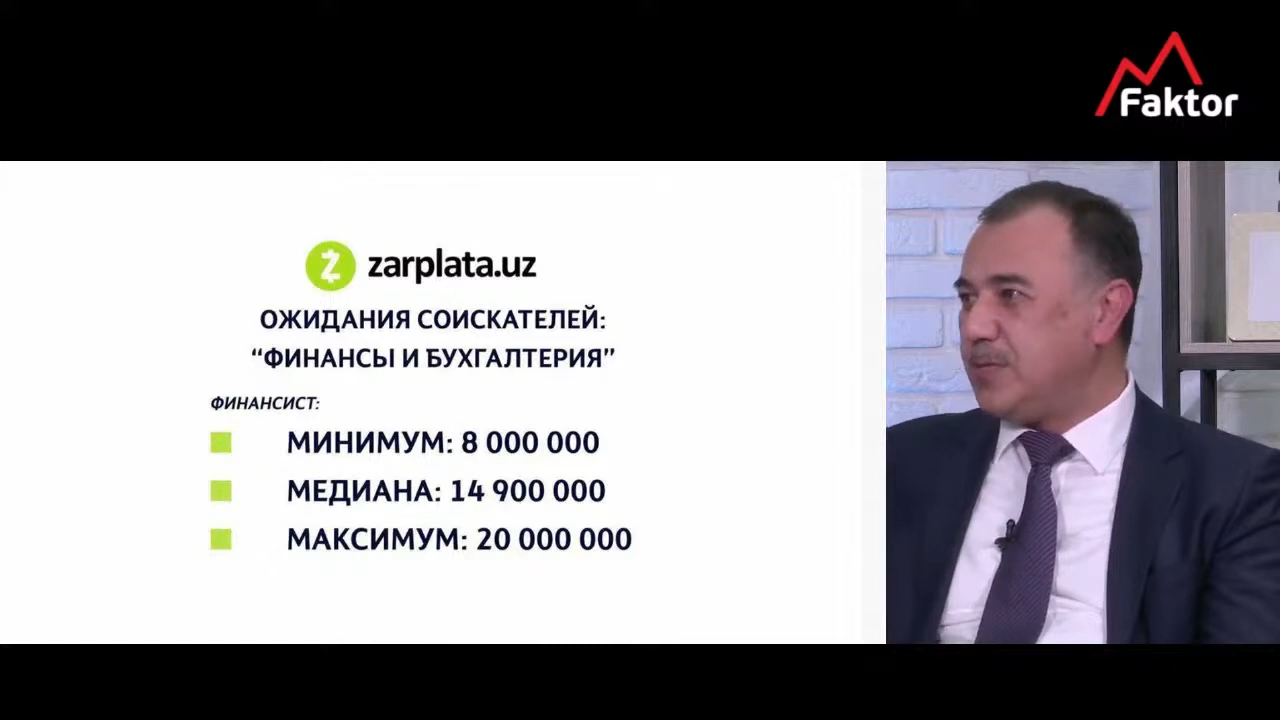 Faktor
zarplata.uz
ОЖИДАНИЯ СОИСКАТЕЛЕЙ:
“ФИНАНСЫ И БУХГАЛТЕРИЯ”
ФИНАНСИСТ:
МИНИМУМ: 8 000 000
МЕДИАНА: 14 900 000
МАКСИМУМ: 20 000 000